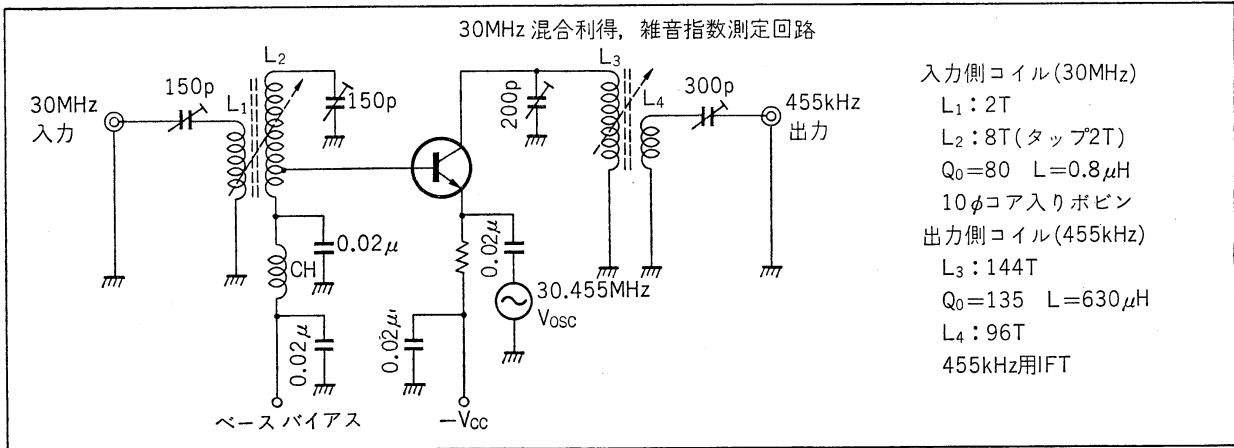 30MHz 混合利得, 雑音指数測定回路
L2
L3
150p
L1
150p
200p
L4
300p
30MHz
入力
455kHz
出力
0.02μ
CH
0.02μ
0.02μ
30.455MHz
VOSC
0.02μ
ベース バイアス
−VCC
入力側コイル(30MHz)
L1：2T
L2：8T(タップ2T)
Q0=80 L=0.8μH
10φコア入りボビン
出力側コイル(455kHz)
L3：144T
Q0=135 L=630μH
L4：96T
455kHz用IFT